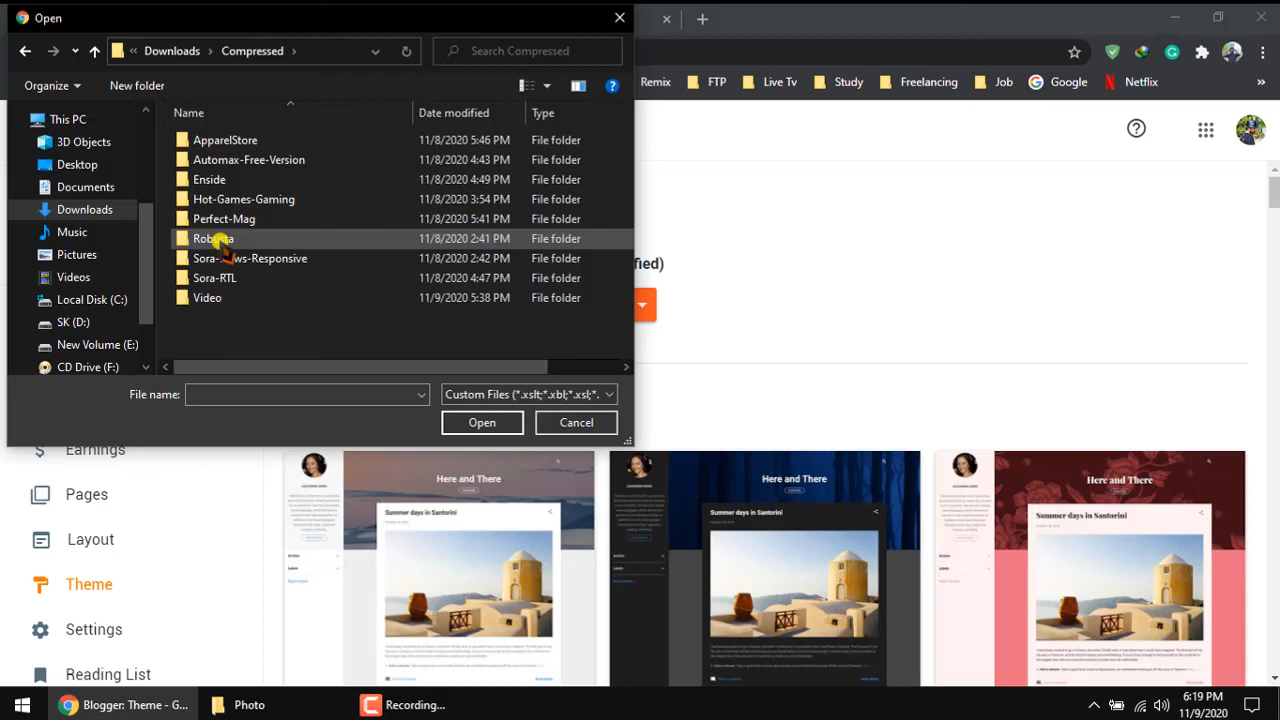 Open
Downloads
Compressed
Search Compressed
Organize
New folder
Name
Date modified
Type
This PC
3D Objects
Desktop
Documents
Downloads
Music
Pictures
Videos
Local Disk (C:)
SK (D:)
New Volume (E:)
CD Drive (F:)
ApparelStore 11/8/2020 5:46 PM File folder
Automax-Free-Version 11/8/2020 4:43 PM File folder
Enside 11/8/2020 4:49 PM File folder
Hot-Games-Gaming 11/8/2020 3:54 PM File folder
Perfect-Mag 11/8/2020 5:41 PM File folder
11/8/2020 2:41 PM File folder
11/8/2020 2:42 PM File folder
Sora-RTL 11/8/2020 4:47 PM File folder
Video 11/9/2020 5:38 PM File folder
File name:
Custom Files (*.xslt;*.xbl;*.xsl;*.
Open
Cancel
Remix
FTP
Live Tv
Study
Freelancing
Job
Google
Netflix
»
fied)
Earnings
Pages
Layout
Theme
Settings
List
Here and There
Summer days in Santorini
Here and There
Summer days in Santorini
Here and There
Summer days in Santorini
Blogger: Theme - G...
Photo
Recording...
6:19 PM
11/9/2020